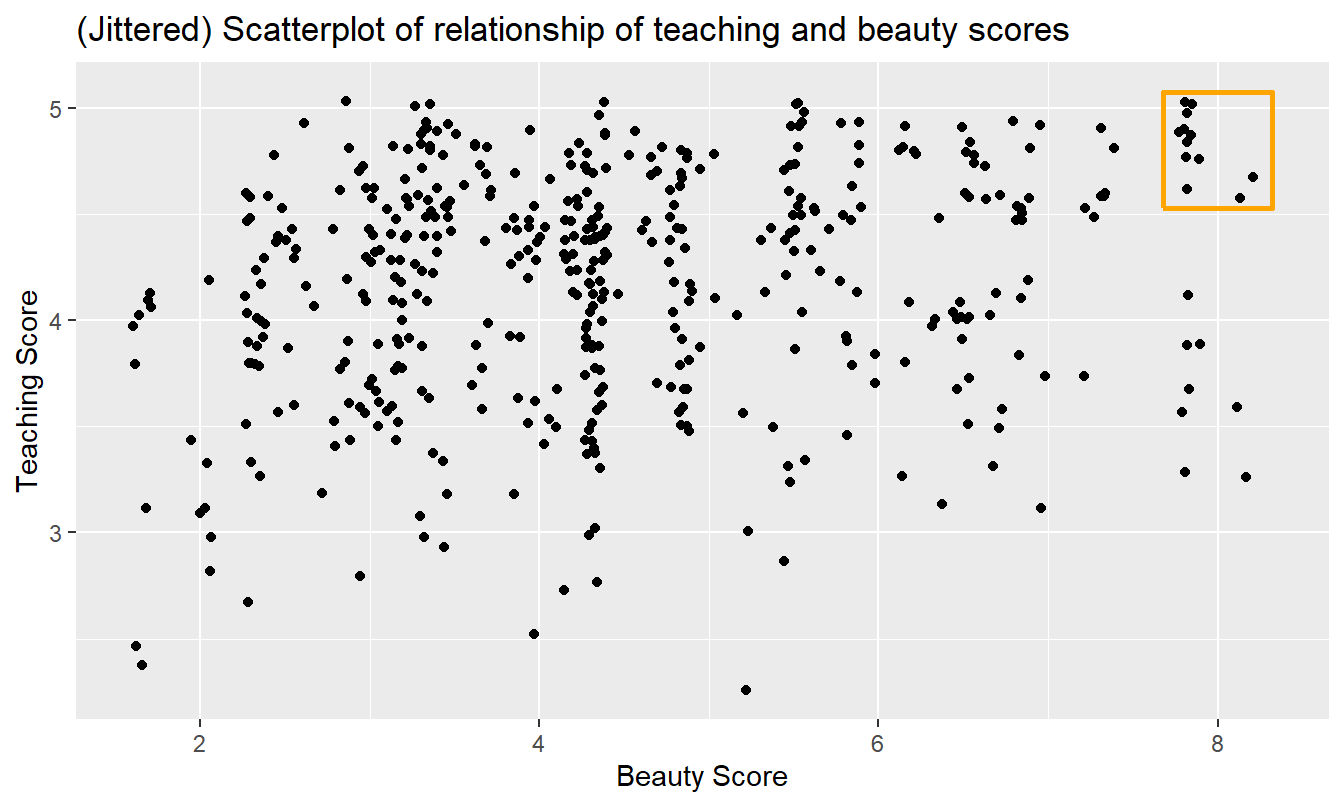 (Jittered) Scatterplot of relationship of teaching and beauty scores
5
4
3
Teaching Score
2 4 6 8
Beauty Score